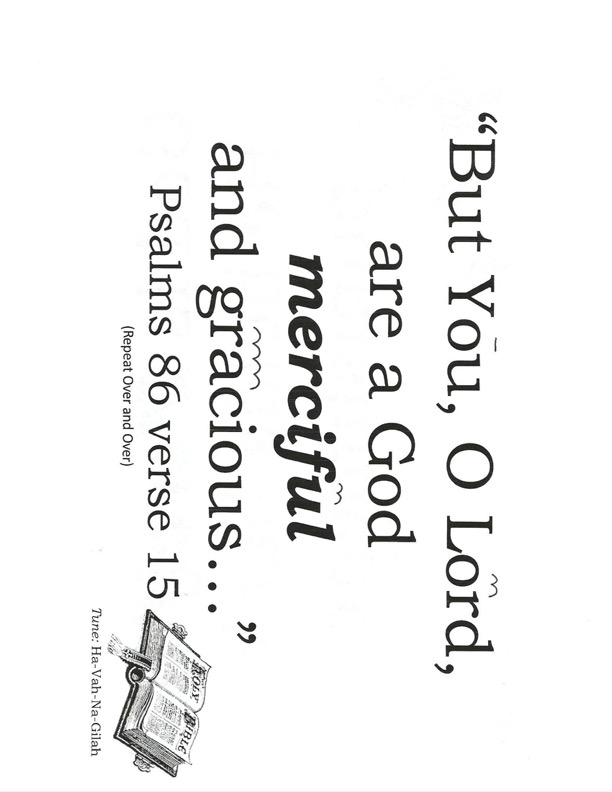 “But You, O Lord,
are a God
merciful
and gracious...”
Psalms 86 verse 15
(Repeat Over and Over)
Tune: Ha-Vah-Na-Gilah
HOLY BIBLE